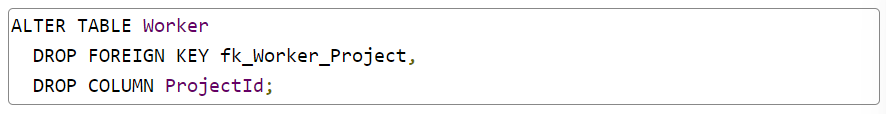 ALTER TABLE Worker
DROP FOREIGN KEY fk_Worker_Project,
DROP COLUMN ProjectId;